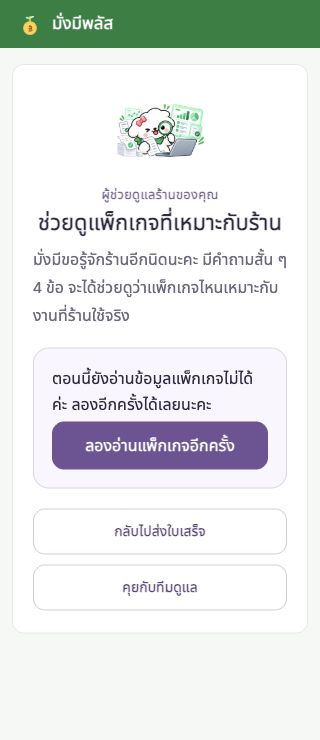 มั่งมีพลัส
ผู้ช่วยดูแลร้านของคุณ
ช่วยดูแพ็กเกจที่เหมาะกับร้าน
มั่งมีขอรู้จักร้านอีกนิดนะคะ มีคำถามสั้น ๆ
4 ข้อ จะได้ช่วยดูว่าแพ็กเกจไหนเหมาะกับ
งานที่ร้านใช้จริง
ตอนนี้ยังอ่านข้อมูลแพ็กเกจไม่ได้
ค่ะ ลองอีกครั้งได้เลยนะคะ
ลองอ่านแพ็กเกจอีกครั้ง
กลับไปส่งใบเสร็จ
คุยกับทีมดูแล